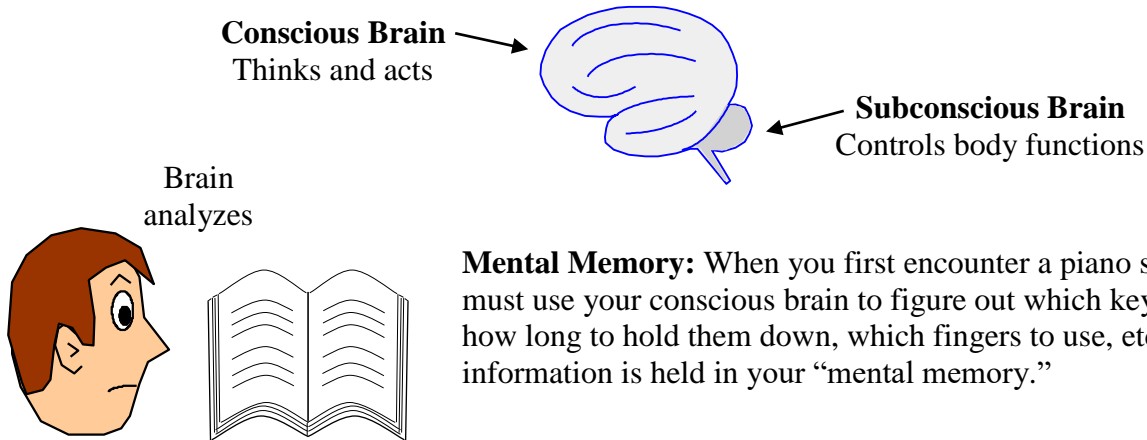 Conscious Brain
Thinks and acts
Subconscious Brain
Controls body functions
Brain
analyzes
Mental Memory: When you first encounter a piano s
must use your conscious brain to figure out which key
how long to hold them down, which fingers to use, etc
information is held in your “mental memory.”